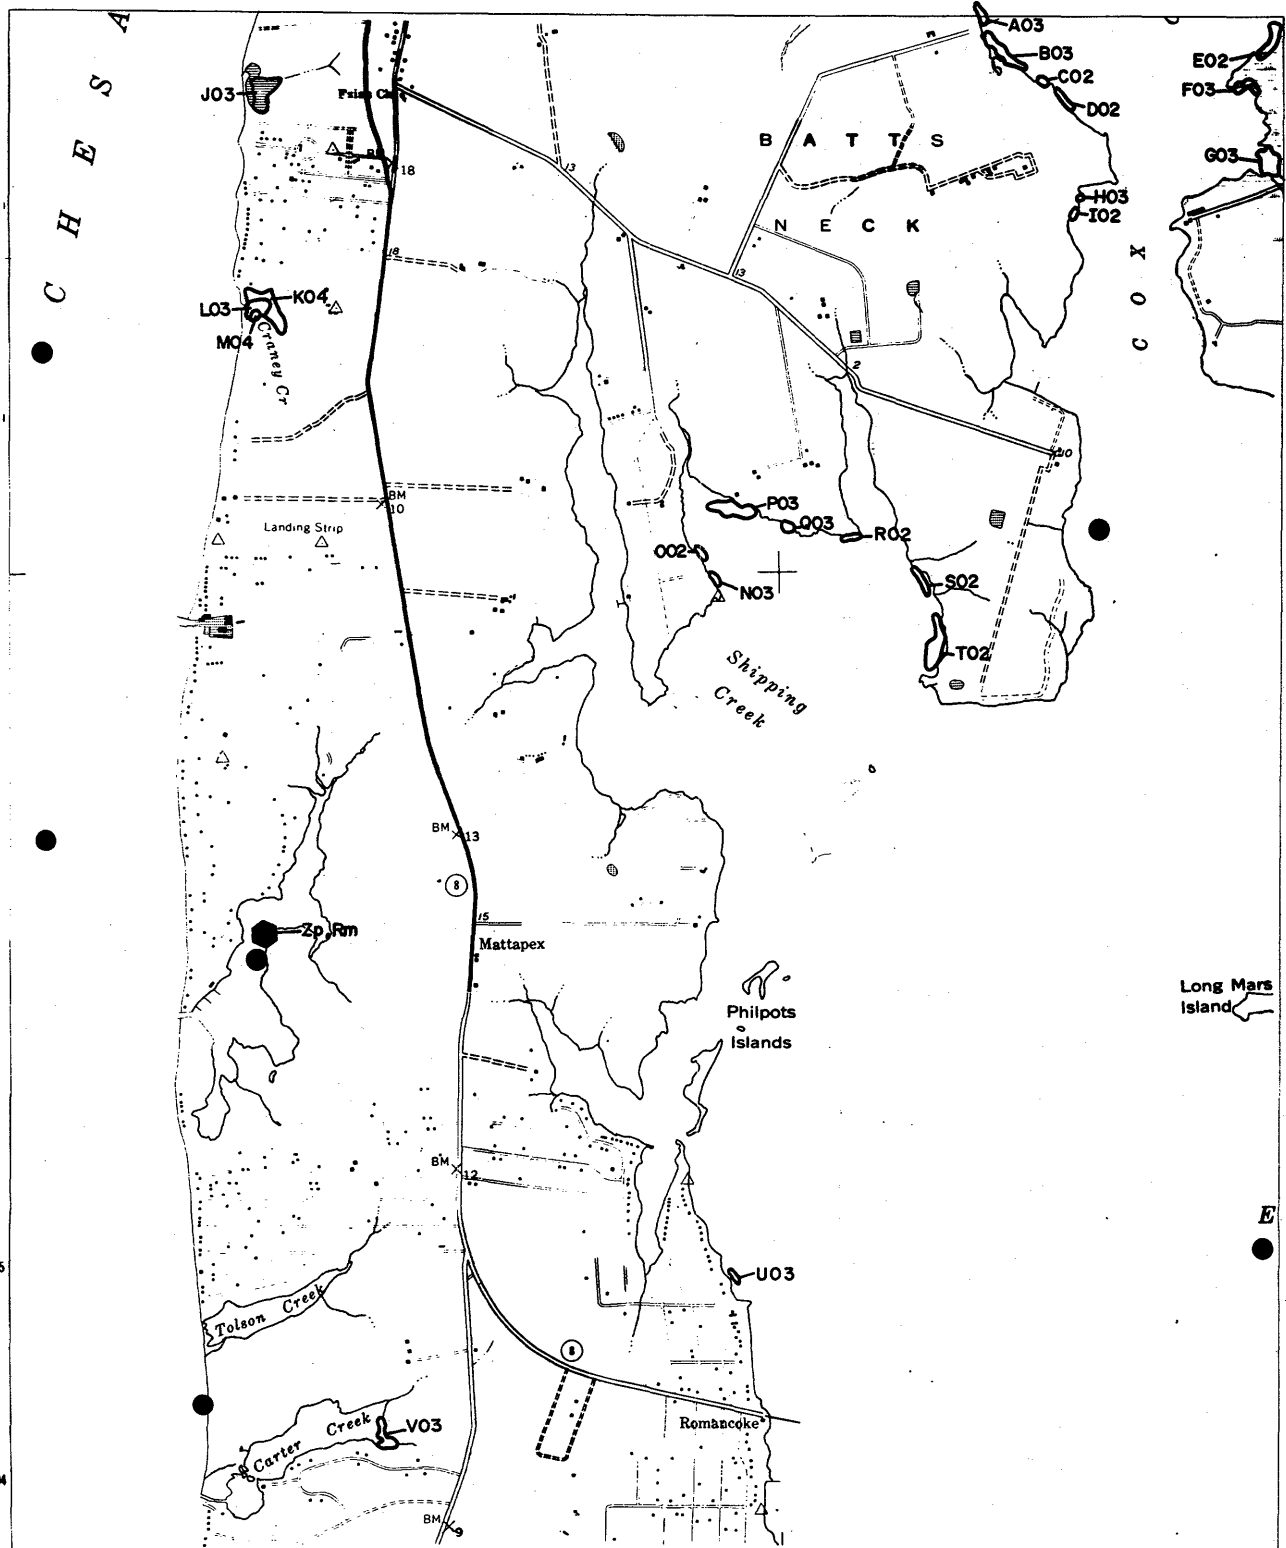 A03
B03
E02
C02
F03
J03
D02
B A T T S
G03
18
13
H03
I02
N E C K
18
13
C H E S A
C O X
K04
L03
M04
Craney Cr
2
10
BM
10
P03
Landing Strip
Q03
R02
O02
S02
N03
T02
Shipping
Creek
BM
13
8
15
Zp, Rm
Mattapex
Long Mars
Island
Philpots
Islands
BM
12
E
5
U03
Tolson Creek
8
V03
Romancoke
Carter Creek
4
BM
9